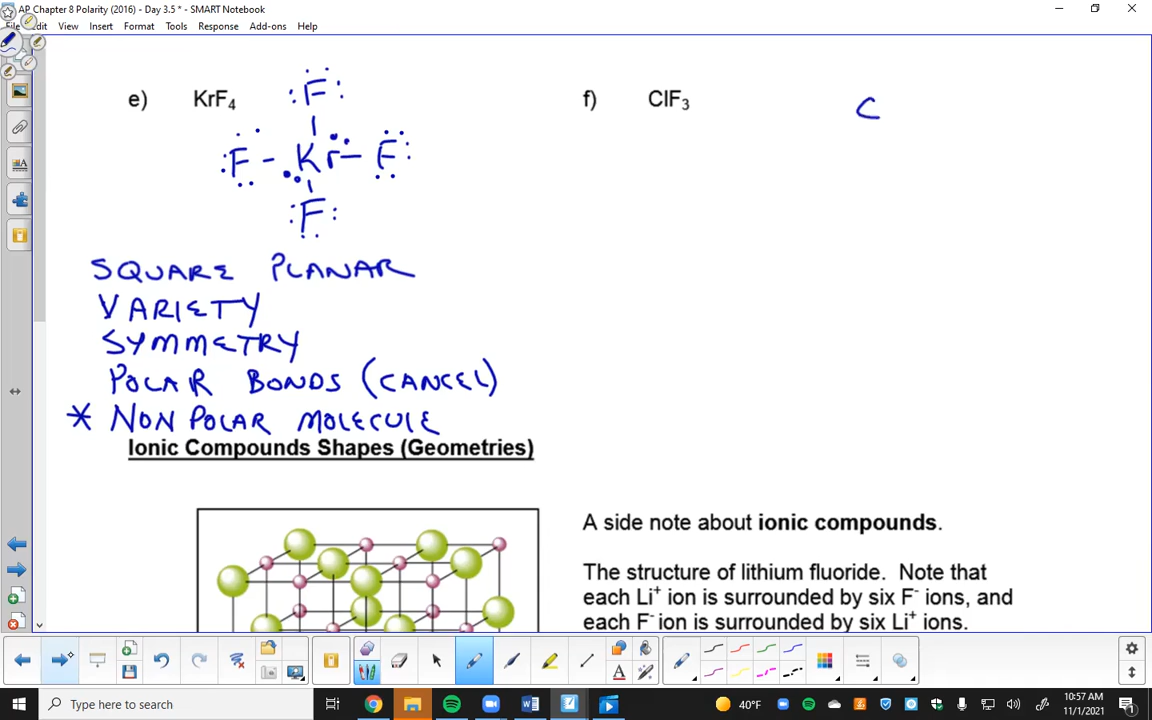 AP Chapter 8 Polarity (2016) - Day 3.5 * - SMART Notebook
File Edit View Insert Format Tools Response Add-ons Help
e) KrF4
f) ClF3
C
:F:
:F - Kr - F:
:F:
SQUARE PLANAR
VARIETY
SYMMETRY
POLAR BONDS (CANCEL)
* NON POLAR MOLECULE
Ionic Compounds Shapes (Geometries)
A side note about ionic compounds.
The structure of lithium fluoride. Note that
each Li+ ion is surrounded by six F- ions, and
each F- ion is surrounded by six Li+ ions.
Type here to search
40°F
10:57 AM
11/1/2021